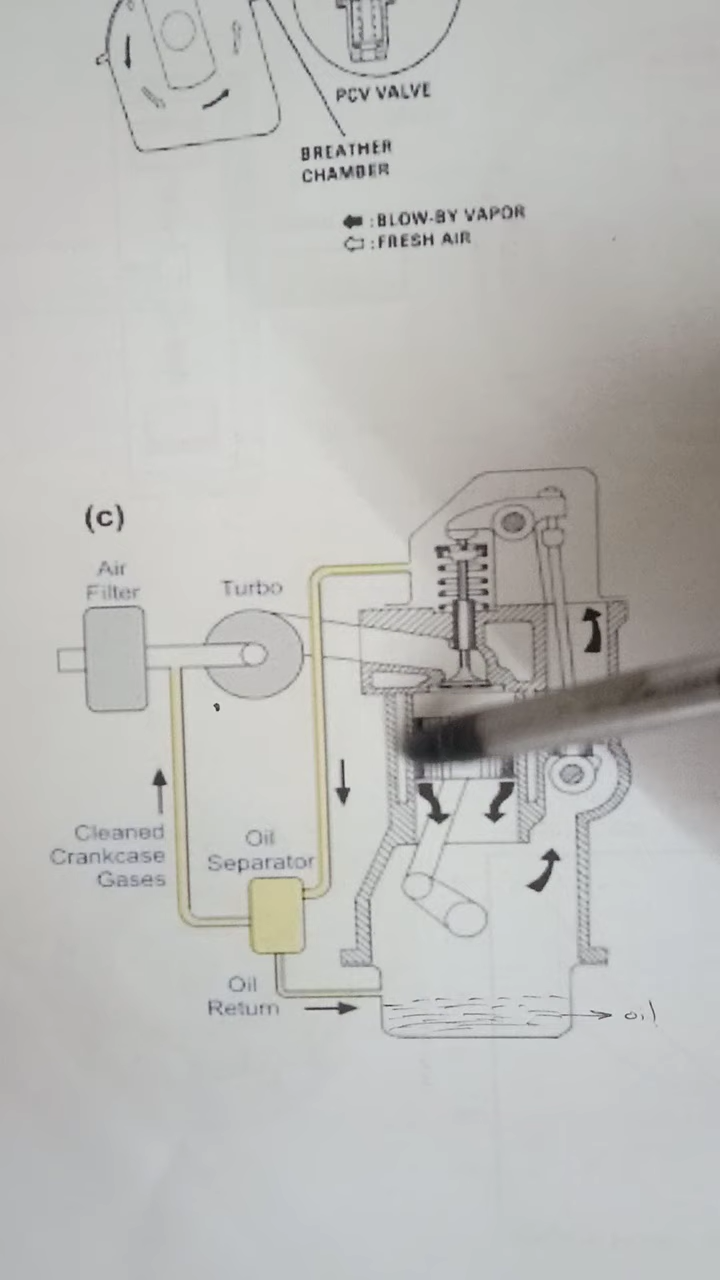 PCV VALVE
BREATHER
CHAMBER
:BLOW-BY VAPOR
:FRESH AIR
(c)
Air
Filter
Turbo
Cleaned
Crankcase
Gases
Oil
Separator
Oil
Return
oil